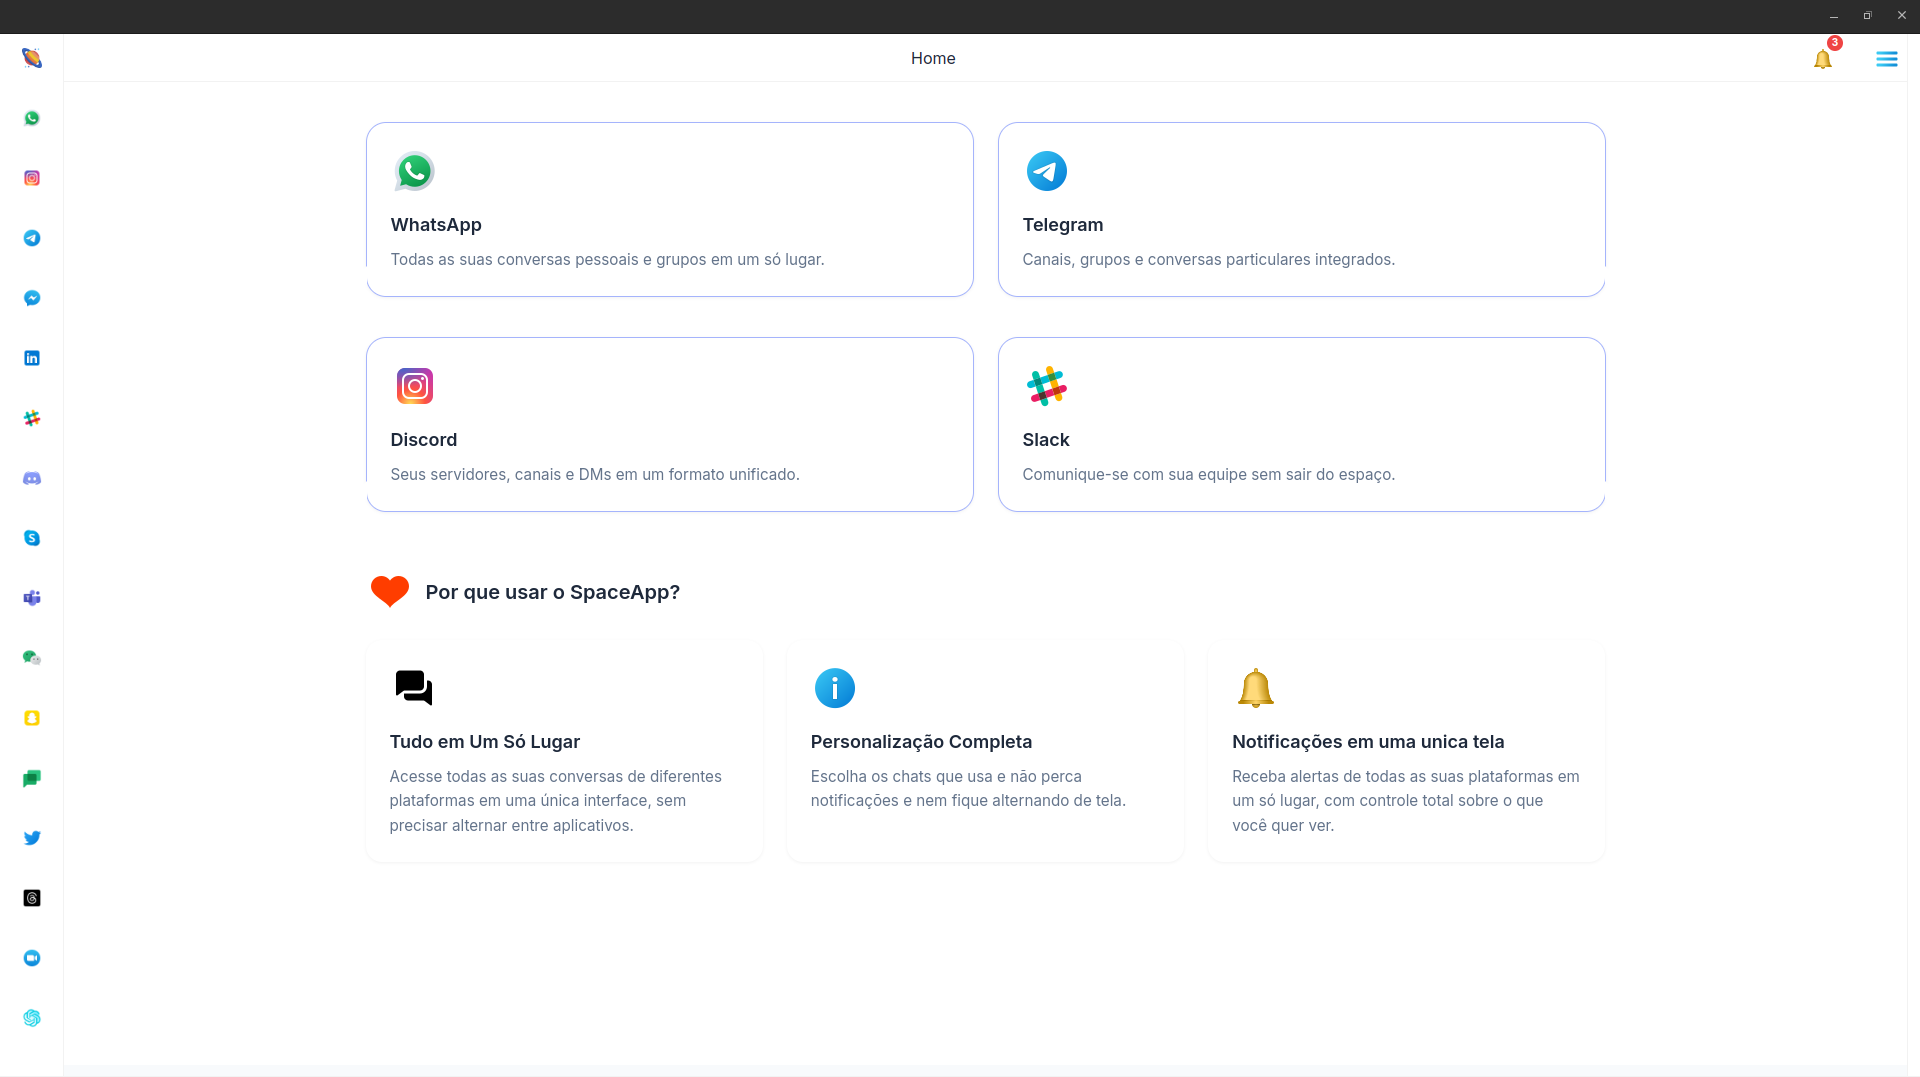 Home
3
WhatsApp
Todas as suas conversas pessoais e grupos em um só lugar.
Telegram
Canais, grupos e conversas particulares integrados.
Discord
Seus servidores, canais e DMs em um formato unificado.
Slack
Comunique-se com sua equipe sem sair do espaço.
Por que usar o SpaceApp?
Tudo em Um Só Lugar
Acesse todas as suas conversas de diferentes
plataformas em uma única interface, sem
precisar alternar entre aplicativos.
Personalização Completa
Escolha os chats que usa e não perca
notificações e nem fique alternando de tela.
Notificações em uma unica tela
Receba alertas de todas as suas plataformas em
um só lugar, com controle total sobre o que
você quer ver.